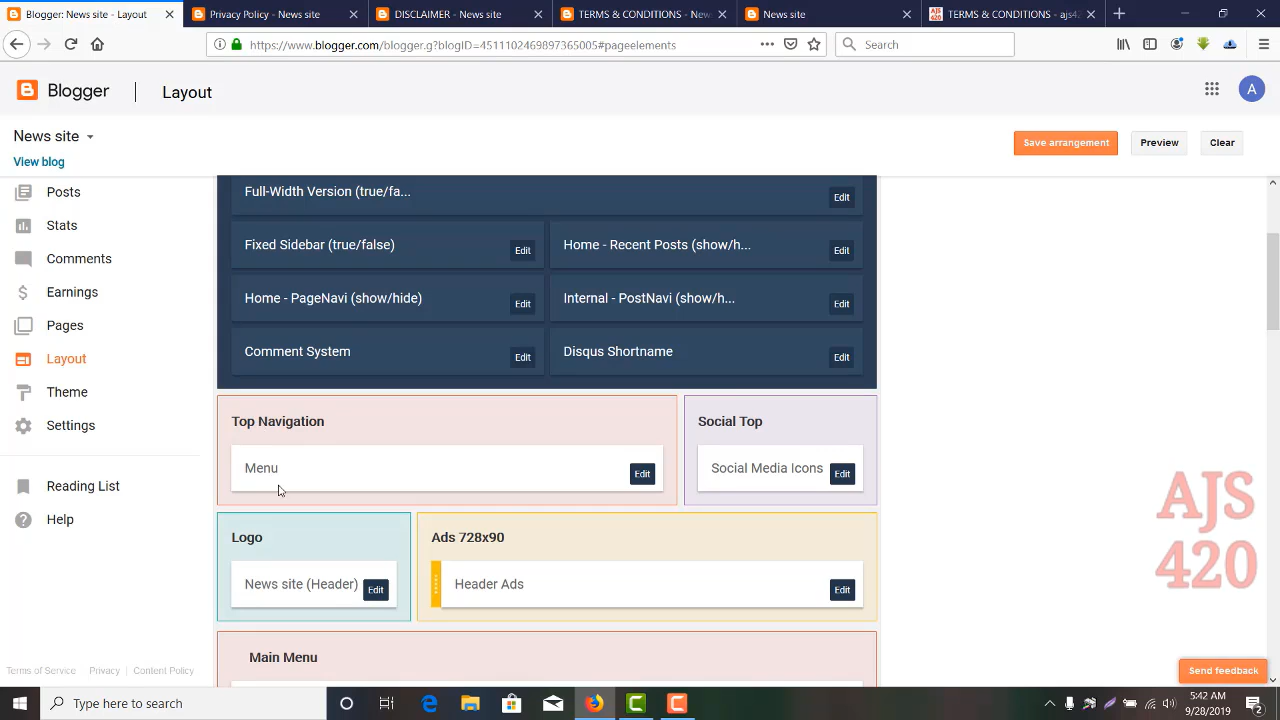 Blogger: News site - Layout
Privacy Policy - News site
DISCLAIMER - News site
TERMS & CONDITIONS - New
News site
TERMS & CONDITIONS - ajs4
https://www.blogger.com/blogger.g?blogID=4511102469897365005#pageelements
Search
Blogger
Layout
A
News site
View blog
Save arrangement
Preview
Clear
Posts
Stats
Comments
Earnings
Pages
Layout
Theme
Settings
Reading List
Help
Full-Width Version (true/fa...
Edit
Fixed Sidebar (true/false)
Edit
Home - Recent Posts (show/h...
Edit
Home - PageNavi (show/hide)
Edit
Internal - PostNavi (show/h...
Edit
Comment System
Edit
Disqus Shortname
Edit
Top Navigation
Menu
Edit
Social Top
Social Media Icons
Edit
Logo
News site (Header)
Edit
Ads 728x90
Header Ads
Edit
Main Menu
AJS
420
Terms of Service
Privacy
Content Policy
Send feedback
Type here to search
5:42 AM
9/28/2019
2